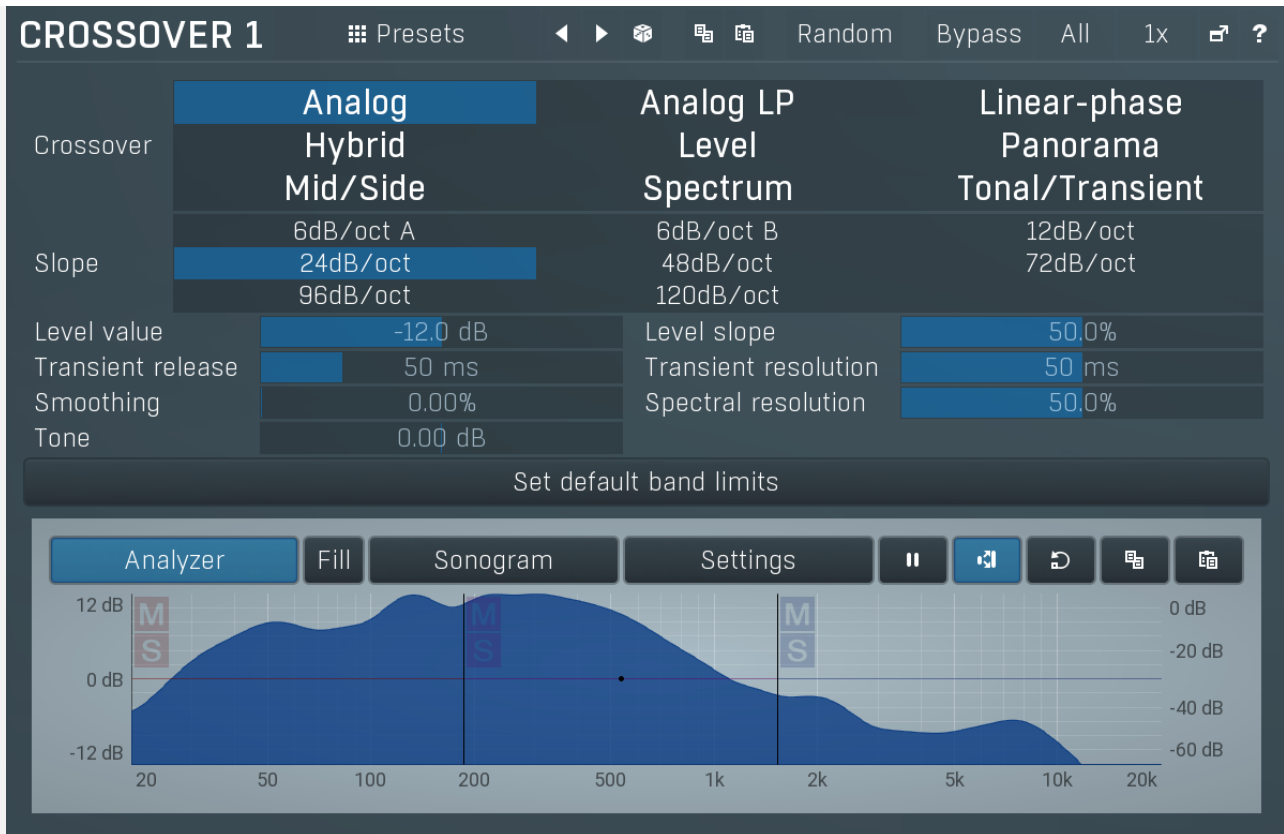 CROSSOVER 1 Presets Random Bypass All 1x ?
Analog Analog LP Linear-phase
Crossover Hybrid Level Panorama
Mid/Side Spectrum Tonal/Transient
6dB/oct A 6dB/oct B 12dB/oct
Slope 24dB/oct 48dB/oct 72dB/oct
96dB/oct 120dB/oct
Level value -12.0 dB Level slope 50.0%
Transient release 50 ms Transient resolution 50 ms
Smoothing 0.00% Spectral resolution 50.0%
Tone 0.00 dB
Set default band limits
Analyzer Fill Sonogram Settings
12 dB M M M 0 dB
S S S -20 dB
0 dB
-40 dB
-12 dB -60 dB
20 50 100 200 500 1k 2k 5k 10k 20k